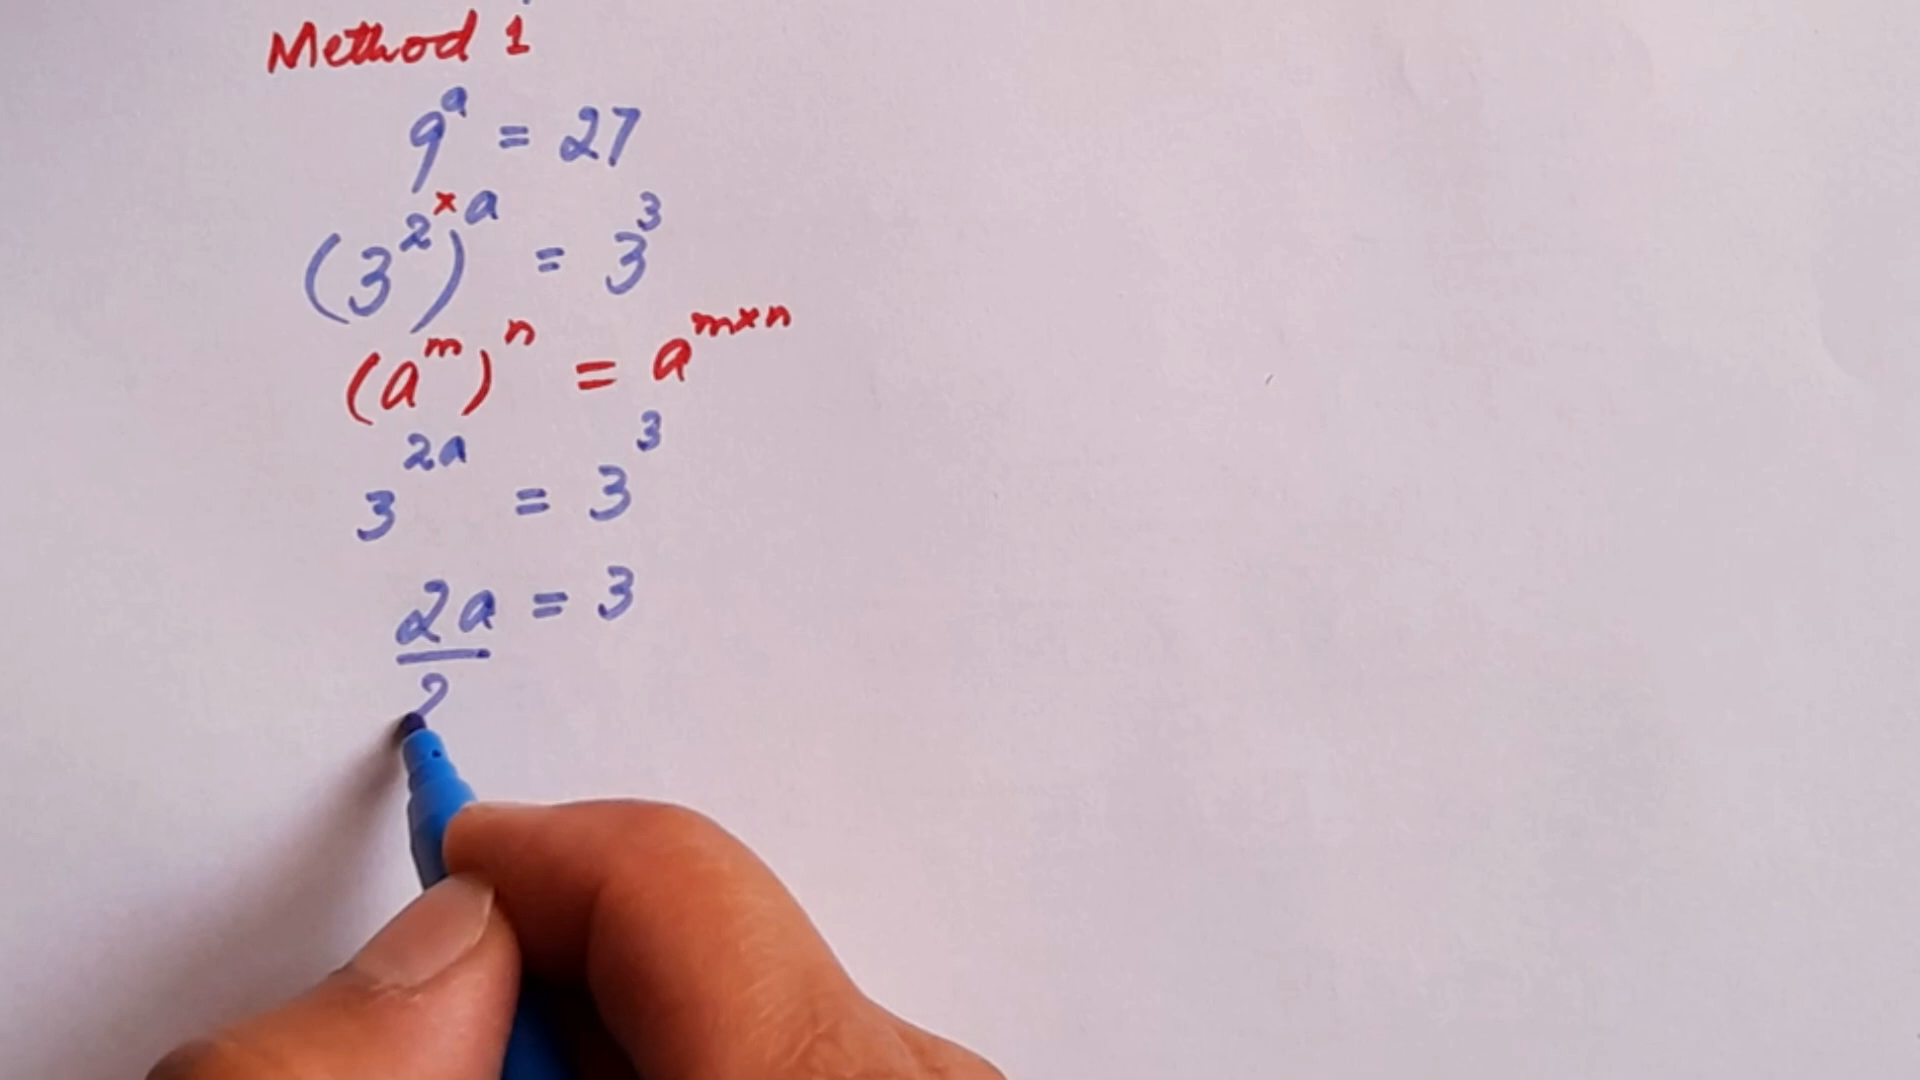 Method 1
9^a = 27
(3^2)^{×a} = 3^3
(a^m)^n = a^{m×n}
3^{2a} = 3^3
2a = 3
2